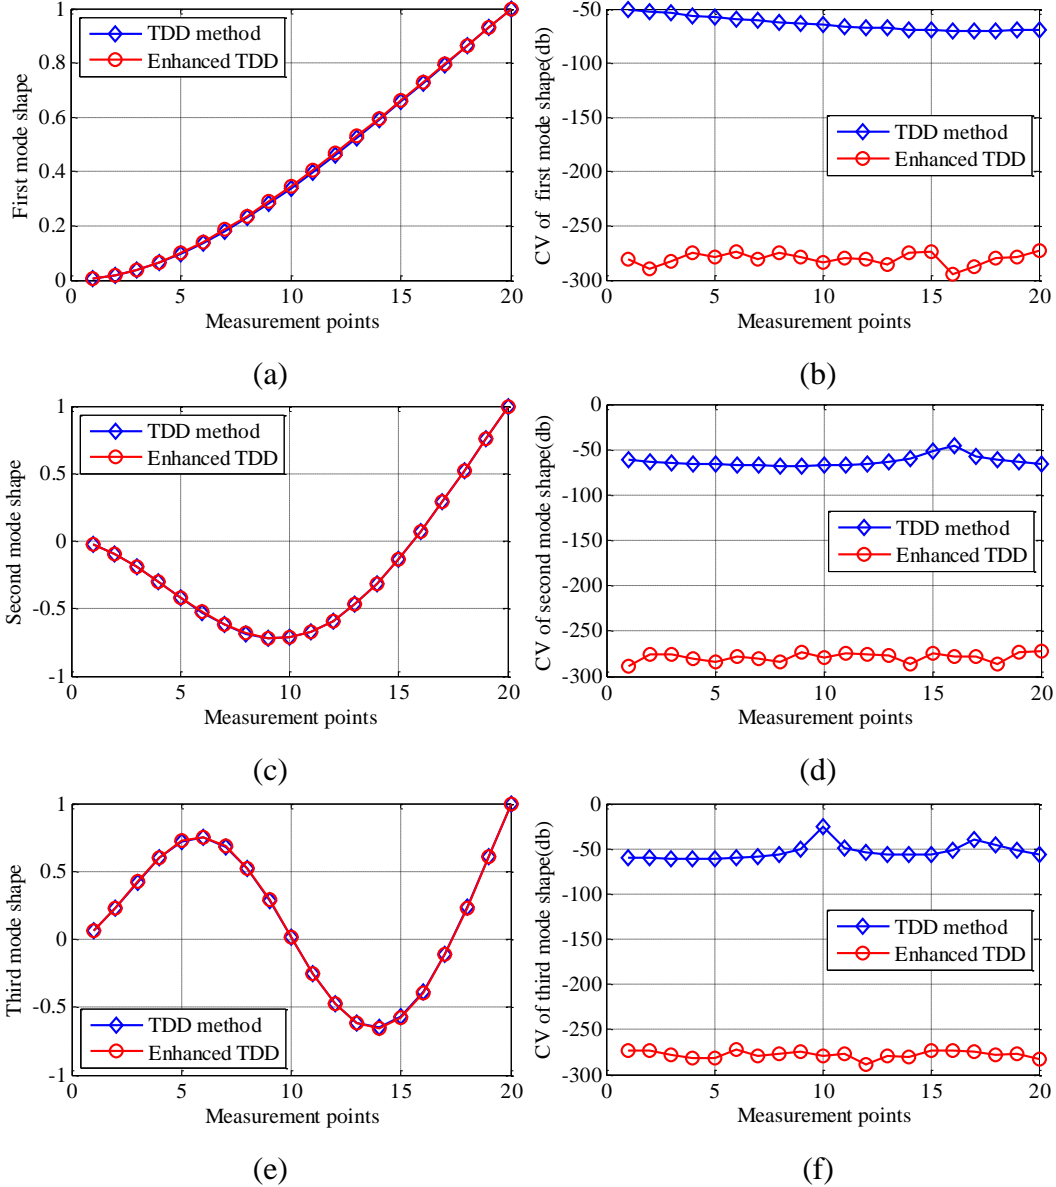 1
0.8
0.6
0.4
0.2
0
First mode shape
TDD method
Enhanced TDD
0 5 10 15 20
Measurement points
(a)
-50
-100
-150
-200
-250
-300
CV of first mode shape(db)
TDD method
Enhanced TDD
0 5 10 15 20
Measurement points
(b)
1
0.5
0
-0.5
-1
Second mode shape
TDD method
Enhanced TDD
0 5 10 15 20
Measurement points
(c)
0
-50
-100
-150
-200
-250
-300
CV of second mode shape(db)
TDD method
Enhanced TDD
0 5 10 15 20
Measurement points
(d)
1
0.5
0
-0.5
-1
Third mode shape
TDD method
Enhanced TDD
0 5 10 15 20
Measurement points
(e)
0
-50
-100
-150
-200
-250
-300
CV of third mode shape(db)
TDD method
Enhanced TDD
0 5 10 15 20
Measurement points
(f)